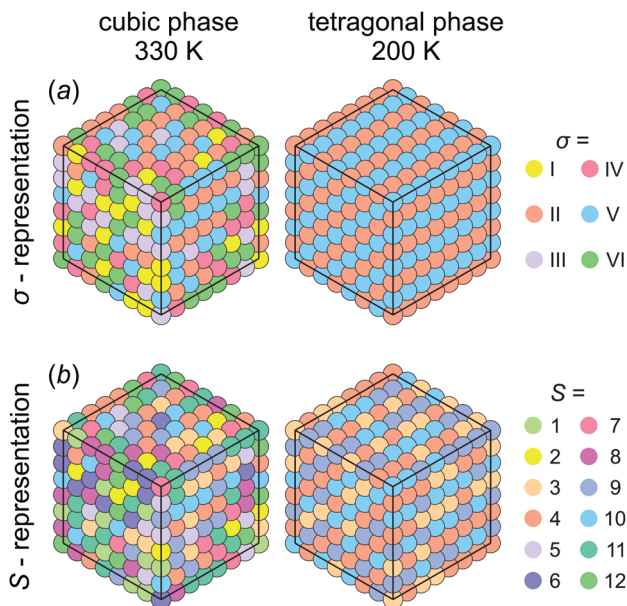 cubic phase
330 K
tetragonal phase
200 K
(a)
σ - representation
σ =
I
IV
II
V
III
VI
(b)
S - representation
S =
1
7
2
8
3
9
4
10
5
11
6
12